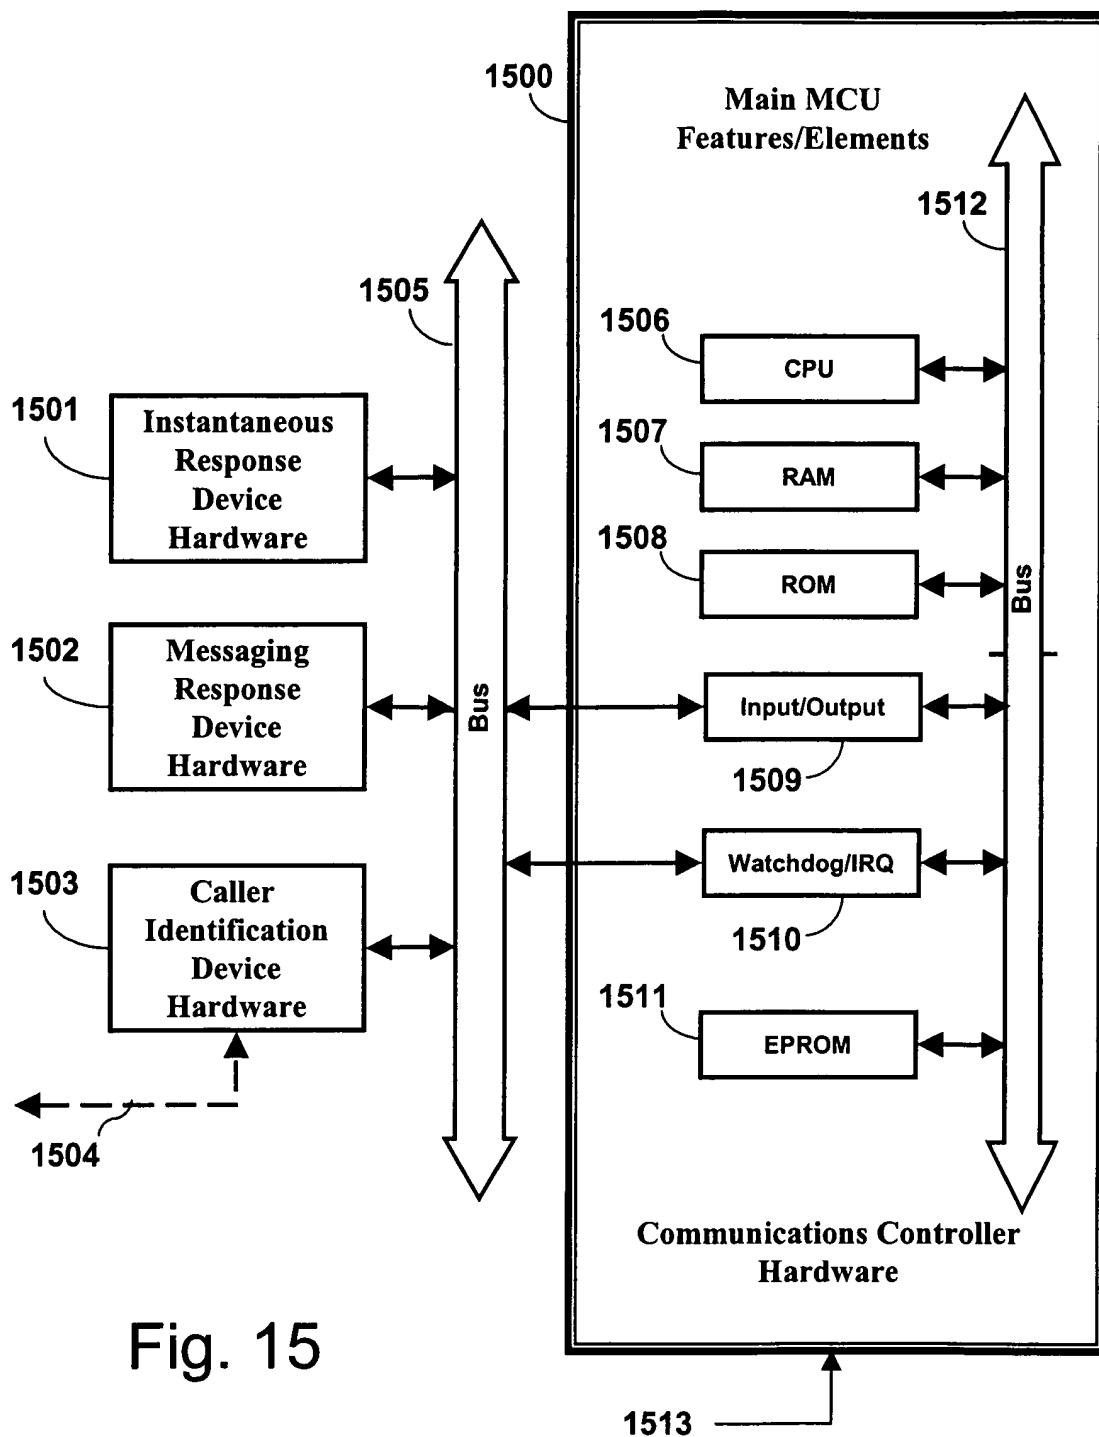 1500
Main MCU
Features/Elements
1512
1505
1506
CPU
1501
Instantaneous
Response
Device
Hardware
1507
RAM
1508
ROM
Bus
1502
Messaging
Response
Device
Hardware
Bus
Input/Output
1509
1503
Caller
Identification
Device
Hardware
Watchdog/IRQ
1510
1511
EPROM
1504
Communications Controller
Hardware
Fig. 15
1513